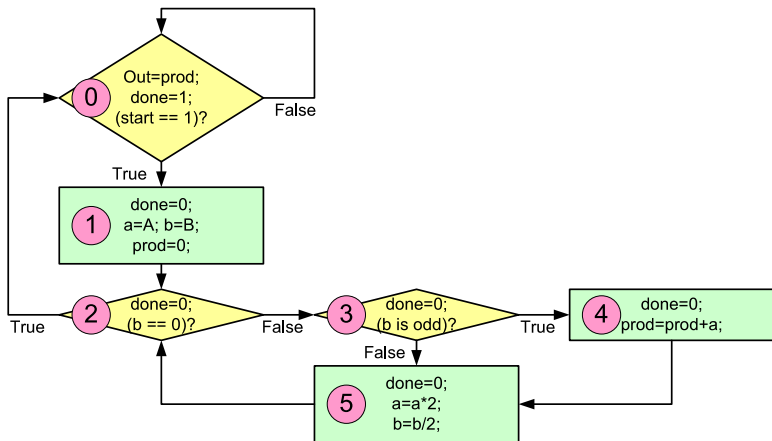 0
Out=prod;
done=1;
(start == 1)?
False
True
1
done=0;
a=A; b=B;
prod=0;
2
done=0;
(b == 0)?
True
False
3
done=0;
(b is odd)?
True
False
4
done=0;
prod=prod+a;
5
done=0;
a=a*2;
b=b/2;